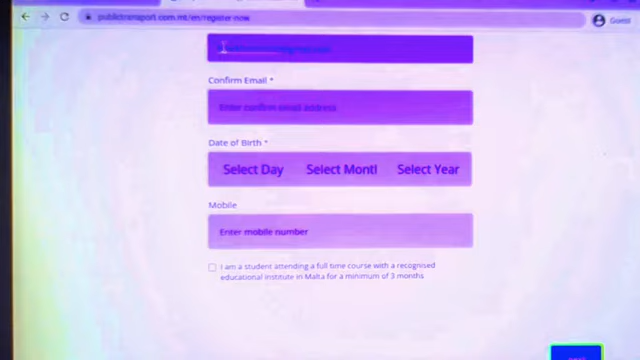 publictransport.com.mt/en/register-now
Guest
Confirm Email *
Enter confirm email address
Date of Birth *
Select Day Select Montl Select Year
Mobile
Enter mobile number
I am a student attending a full time course with a recognised
educational institute in Malta for a minimum of 3 months